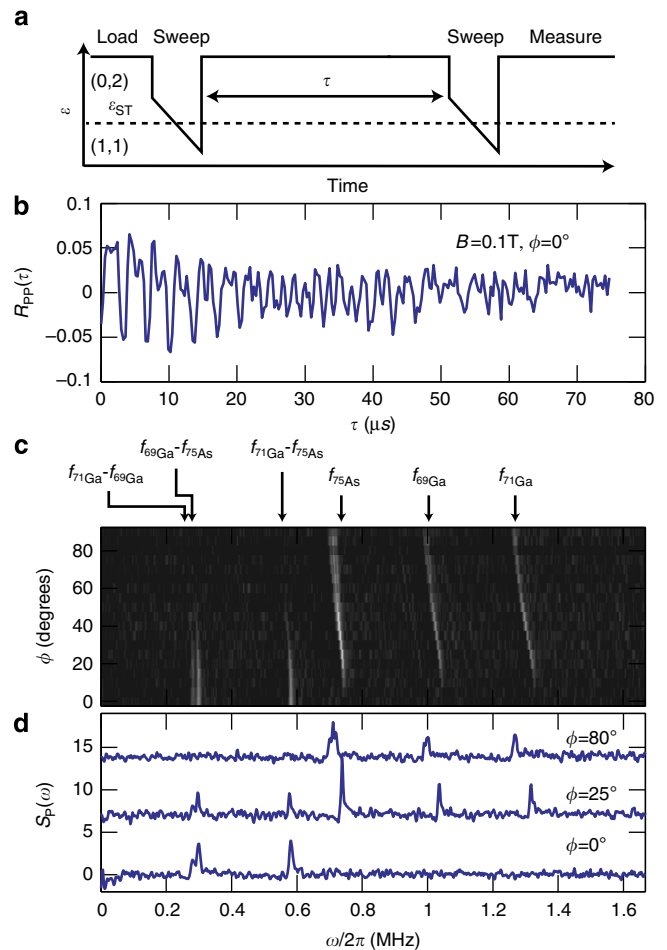 a
Load Sweep Sweep Measure
(0,2)
τ
ε
ε_ST
(1,1)
Time
b
0.1
0.05
0
−0.05
−0.1
R_PP(τ)
B=0.1T, ϕ=0°
0 10 20 30 40 50 60 70 80
τ (μs)
c
f_69Ga-f_75As
f_71Ga-f_75As
f_71Ga-f_69Ga
f_75As
f_69Ga
f_71Ga
80
60
40
20
0
ϕ (degrees)
d
15
10
5
0
S_P(ω)
ϕ=80°
ϕ=25°
ϕ=0°
0 0.2 0.4 0.6 0.8 1 1.2 1.4 1.6
ω/2π (MHz)